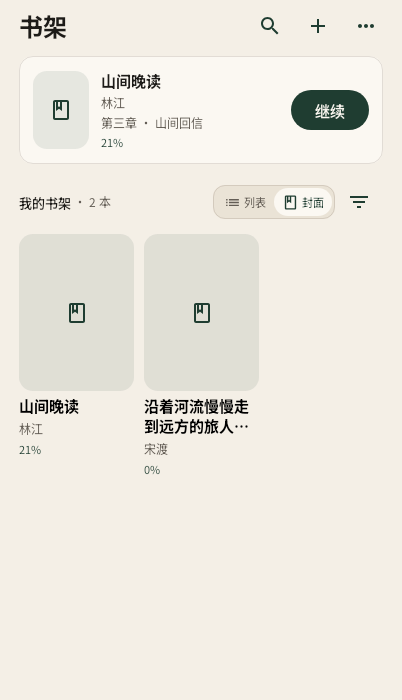 书架
山间晚读
林江
第三章 · 山间回信
21%
继续
我的书架 · 2 本
列表
封面
山间晚读
林江
21%
沿着河流慢慢走
到远方的旅人…
宋渡
0%